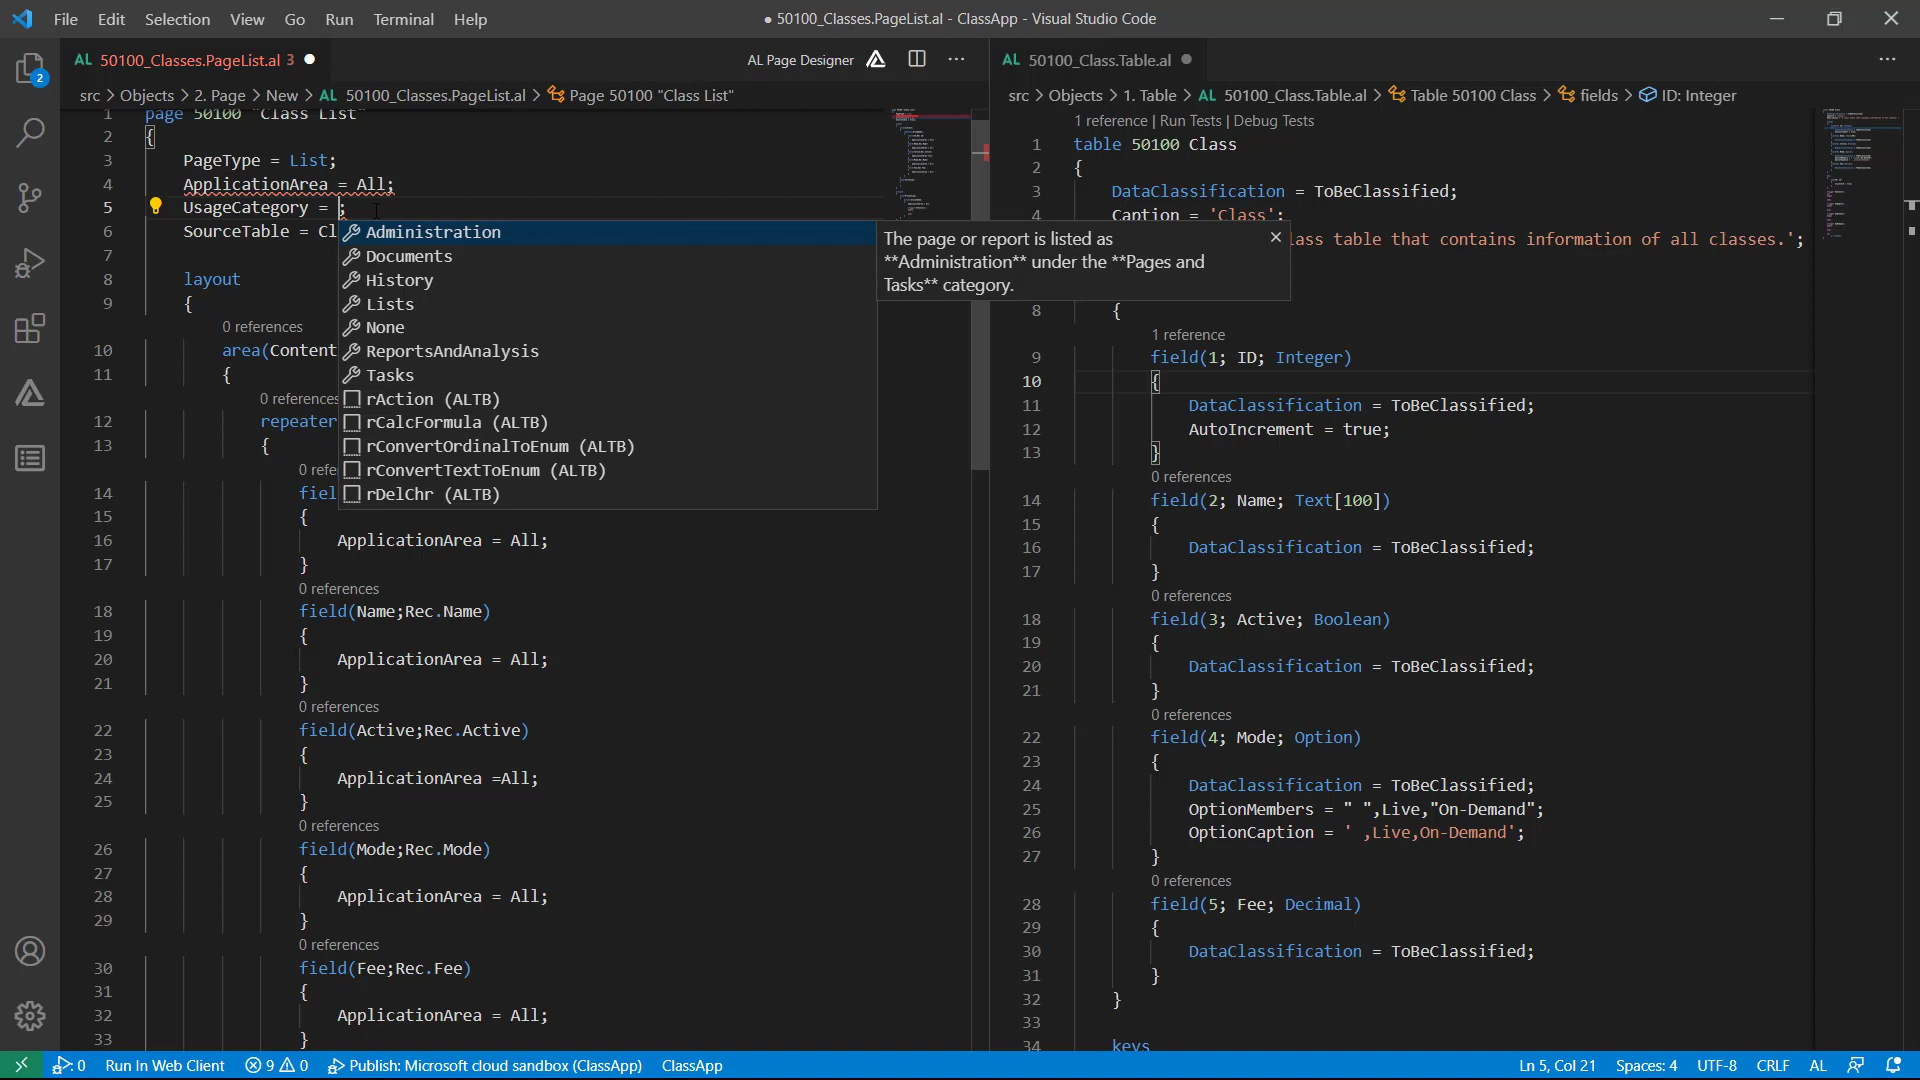 File Edit Selection View Go Run Terminal Help
● 50100_Classes.PageList.al - ClassApp - Visual Studio Code
AL 50100_Classes.PageList.al 3 ●
AL Page Designer
src > Objects > 2. Page > New > AL 50100_Classes.PageList.al > Page 50100 "Class List"
1 page 50100 "Class List"
2 {
3 PageType = List;
4 ApplicationArea = All;
5 UsageCategory = ;
6 SourceTable = Cl
7
8 layout
9 {
0 references
10 area(Content
11 {
0 references
12 repeater
13 {
0 refe
14 fiel
15 {
16 ApplicationArea = All;
17 }
0 references
18 field(Name;Rec.Name)
19 {
20 ApplicationArea = All;
21 }
0 references
22 field(Active;Rec.Active)
23 {
24 ApplicationArea =All;
25 }
0 references
26 field(Mode;Rec.Mode)
27 {
28 ApplicationArea = All;
29 }
0 references
30 field(Fee;Rec.Fee)
31 {
32 ApplicationArea = All;
33 }
Administration
Documents
History
Lists
None
ReportsAndAnalysis
Tasks
rAction (ALTB)
rCalcFormula (ALTB)
rConvertOrdinalToEnum (ALTB)
rConvertTextToEnum (ALTB)
rDelChr (ALTB)
The page or report is listed as
**Administration** under the **Pages and
Tasks** category.
AL 50100_Class.Table.al ●
src > Objects > 1. Table > AL 50100_Class.Table.al > Table 50100 Class > fields > ID: Integer
1 reference | Run Tests | Debug Tests
1 table 50100 Class
2 {
3 DataClassification = ToBeClassified;
4 Caption = 'Class';
lass table that contains information of all classes.';
8 {
1 reference
9 field(1; ID; Integer)
10 {
11 DataClassification = ToBeClassified;
12 AutoIncrement = true;
13 }
0 references
14 field(2; Name; Text[100])
15 {
16 DataClassification = ToBeClassified;
17 }
0 references
18 field(3; Active; Boolean)
19 {
20 DataClassification = ToBeClassified;
21 }
0 references
22 field(4; Mode; Option)
23 {
24 DataClassification = ToBeClassified;
25 OptionMembers = " ",Live,"On-Demand";
26 OptionCaption = ' ,Live,On-Demand';
27 }
0 references
28 field(5; Fee; Decimal)
29 {
30 DataClassification = ToBeClassified;
31 }
32 }
33
34 keys
2
0 Run In Web Client 9 0 Publish: Microsoft cloud sandbox (ClassApp) ClassApp
Ln 5, Col 21 Spaces: 4 UTF-8 CRLF AL